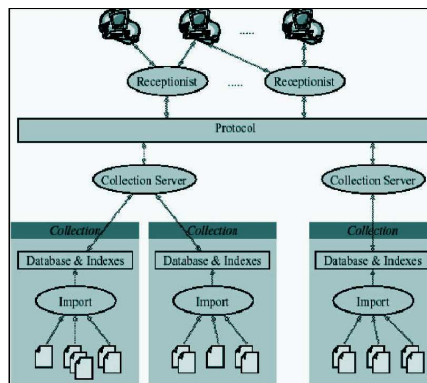 .....
Receptionist ..... Receptionist
Protocol
Collection Server Collection Server
Collection Collection Collection
Database & Indexes Database & Indexes Database & Indexes
Import Import Import